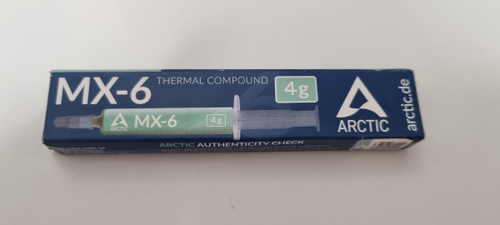 MX-6
THERMAL COMPOUND
4g
MX-6
4g
ARCTIC
arctic.de
ARCTIC AUTHENTICITY CHECK